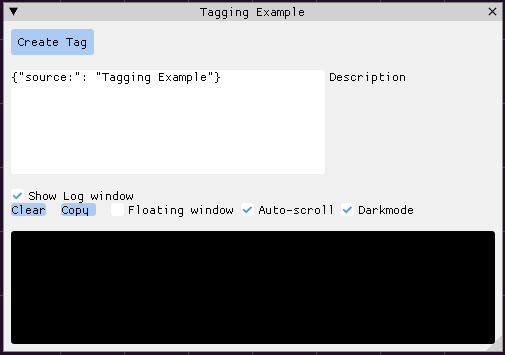 Tagging Example
Create Tag
{"source:": "Tagging Example"} Description
Show Log window
Clear Copy Floating window Auto-scroll Darkmode